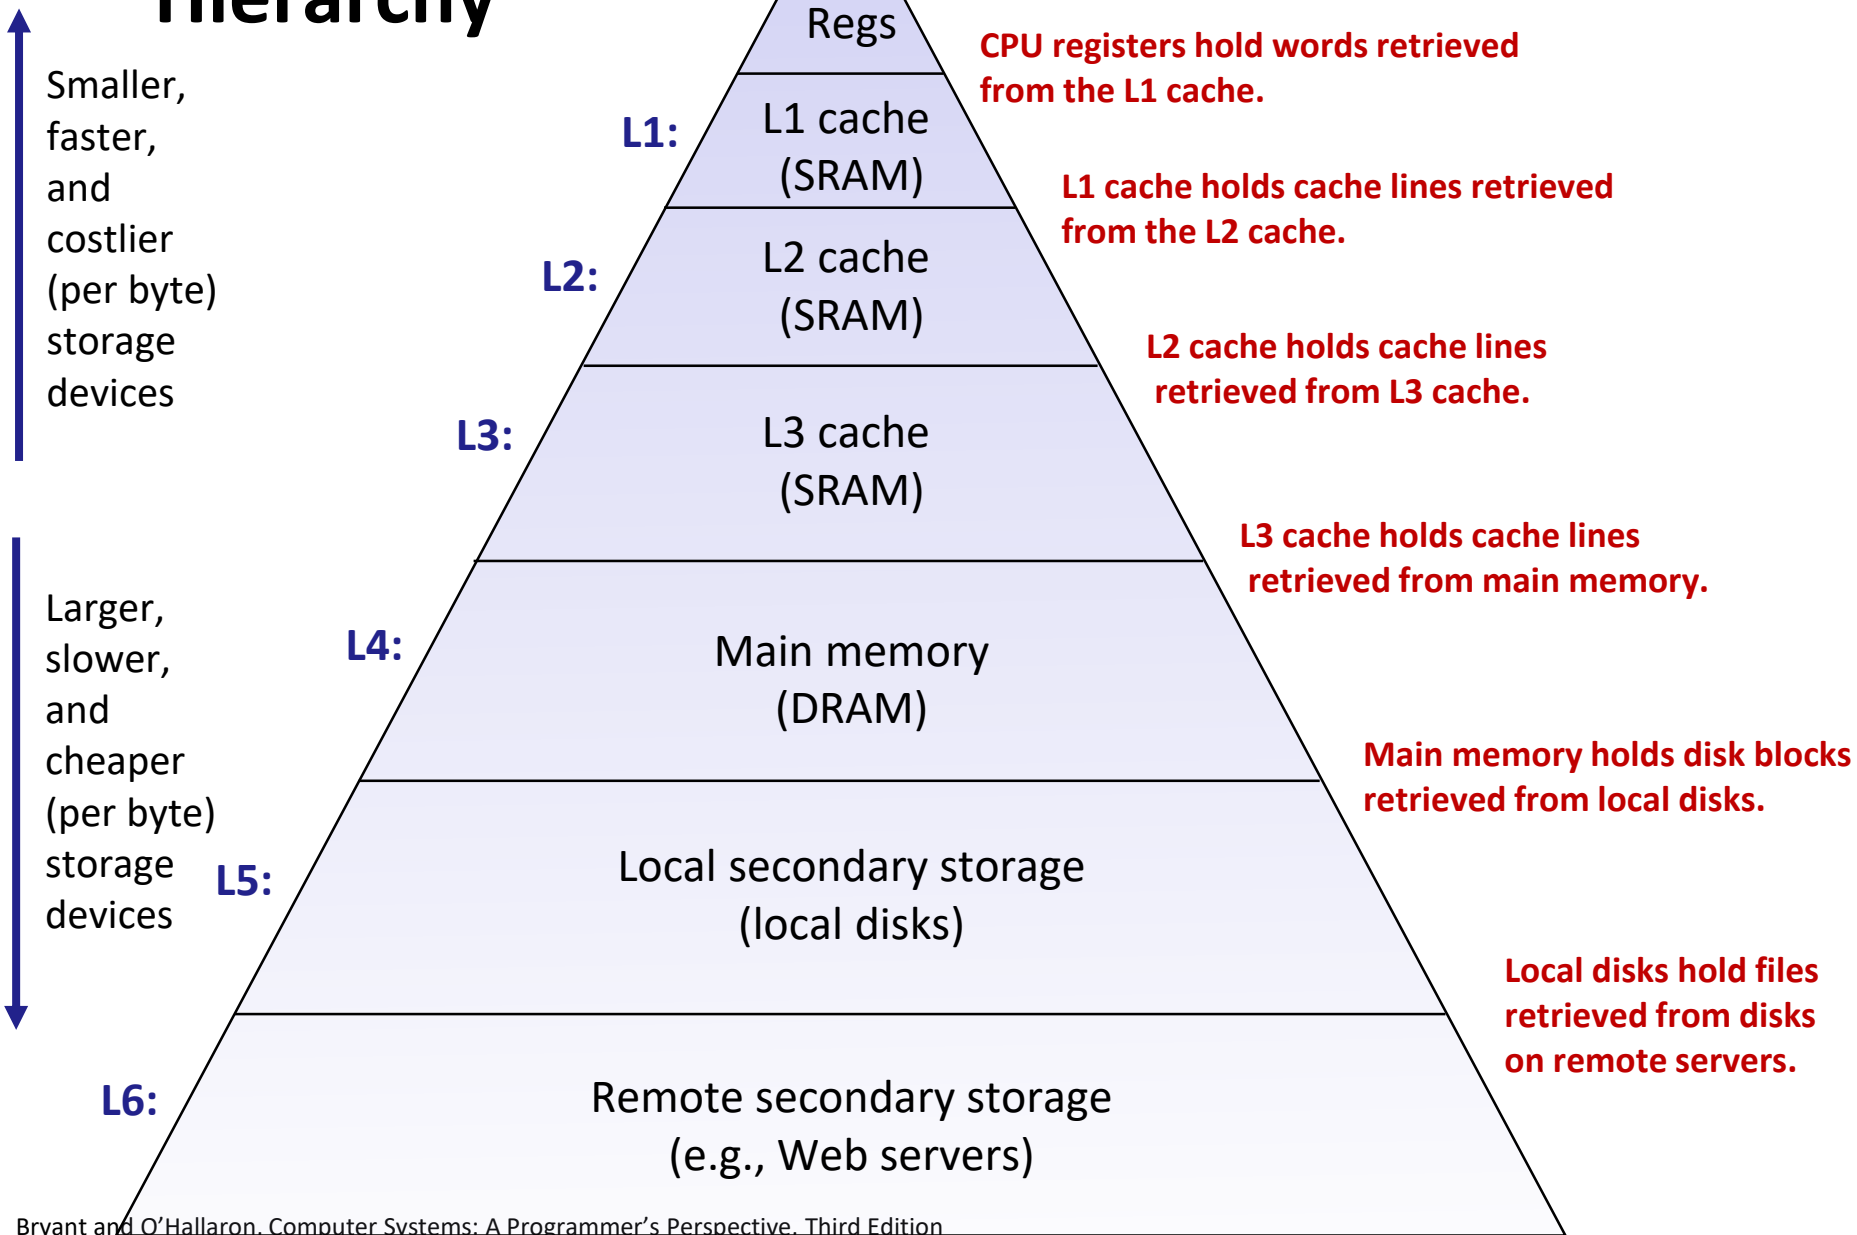 Hierarchy
Smaller,
faster,
and
costlier
(per byte)
storage
devices
Larger,
slower,
and
cheaper
(per byte)
storage
devices
Regs
CPU registers hold words retrieved
from the L1 cache.
L1:
L1 cache
(SRAM)
L1 cache holds cache lines retrieved
from the L2 cache.
L2:
L2 cache
(SRAM)
L2 cache holds cache lines
retrieved from L3 cache.
L3:
L3 cache
(SRAM)
L3 cache holds cache lines
retrieved from main memory.
L4:
Main memory
(DRAM)
Main memory holds disk blocks
retrieved from local disks.
L5:
Local secondary storage
(local disks)
Local disks hold files
retrieved from disks
on remote servers.
L6:
Remote secondary storage
(e.g., Web servers)
Bryant and O’Hallaron, Computer Systems: A Programmer’s Perspective, Third Edition